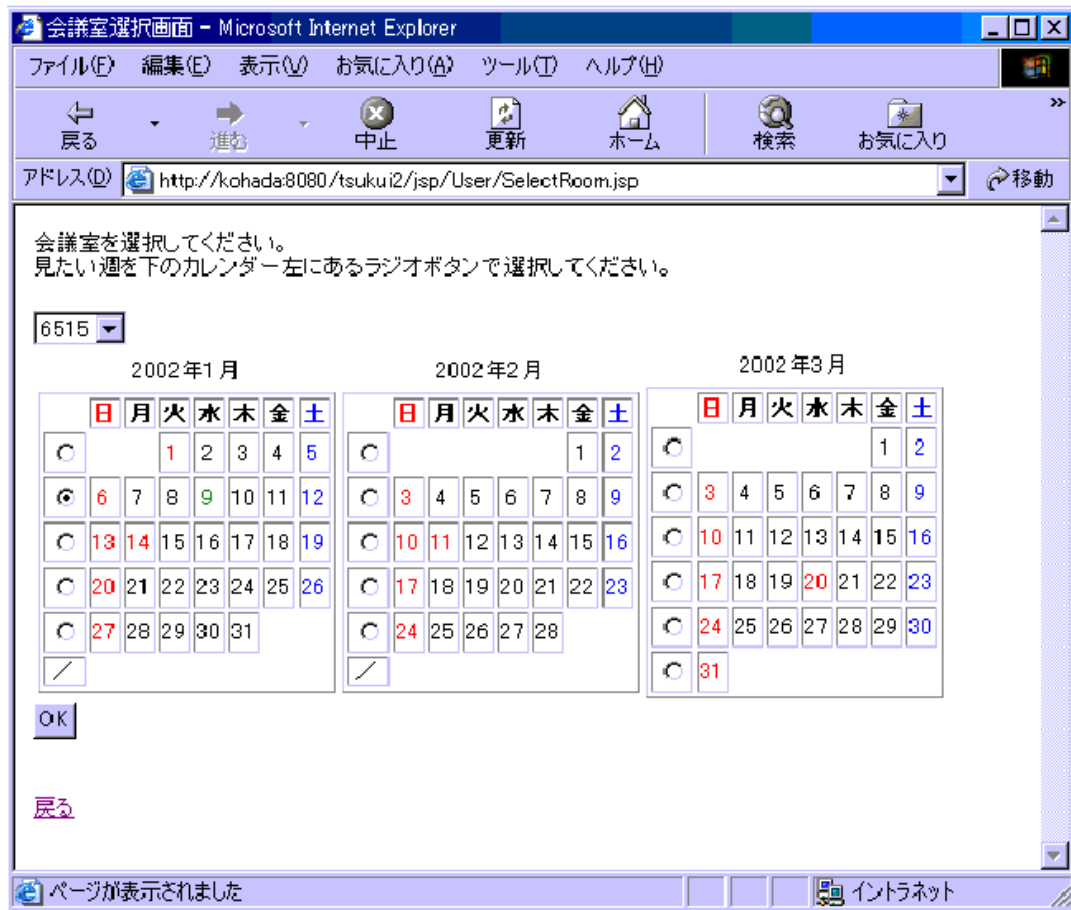 会議室選択画面 - Microsoft Internet Explorer
ファイル(F) 編集(E) 表示(V) お気に入り(A) ツール(T) ヘルプ(H)
戻る 進む 中止 更新 ホーム 検索 お気に入り »
アドレス(D) http://kohada:8080/tsukui2/jsp/User/SelectRoom.jsp 移動
会議室を選択してください。
見たい週を下のカレンダー左にあるラジオボタンで選択してください。
6515
2002年1月
日 月 火 水 木 金 土
1 2 3 4 5
6 7 8 9 10 11 12
13 14 15 16 17 18 19
20 21 22 23 24 25 26
27 28 29 30 31
／
2002年2月
日 月 火 水 木 金 土
1 2
3 4 5 6 7 8 9
10 11 12 13 14 15 16
17 18 19 20 21 22 23
24 25 26 27 28
／
2002年3月
日 月 火 水 木 金 土
1 2
3 4 5 6 7 8 9
10 11 12 13 14 15 16
17 18 19 20 21 22 23
24 25 26 27 28 29 30
31
OK
戻る
ページが表示されました イントラネット